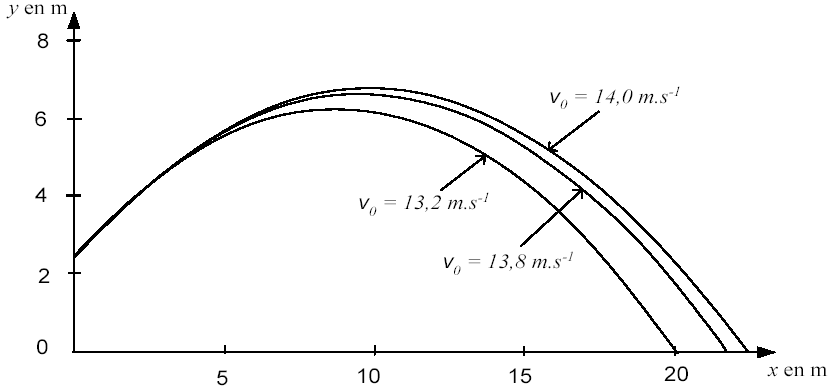 y en m
8
v₀ = 14,0 m.s⁻¹
6
4
v₀ = 13,2 m.s⁻¹
v₀ = 13,8 m.s⁻¹
2
0
5 10 15 20
x en m